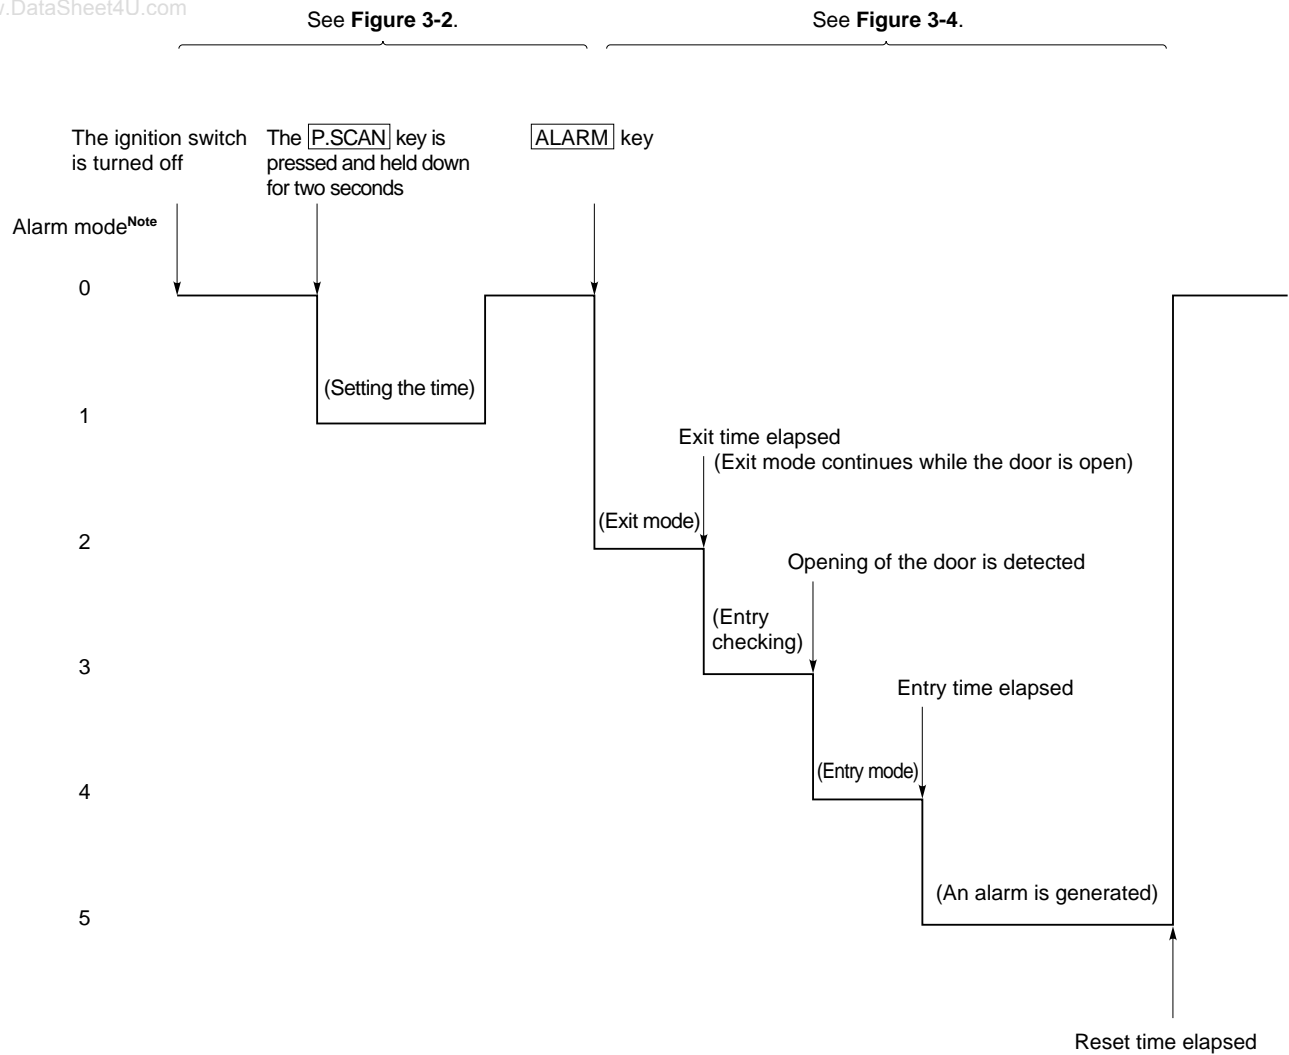 w.DataSheet4U.com
See Figure 3-2.
See Figure 3-4.
The ignition switch
is turned off
The P.SCAN key is
pressed and held down
for two seconds
ALARM key
Alarm modeNote
0
(Setting the time)
1
Exit time elapsed
(Exit mode continues while the door is open)
(Exit mode)
2
Opening of the door is detected
(Entry
checking)
3
Entry time elapsed
(Entry mode)
4
(An alarm is generated)
5
Reset time elapsed